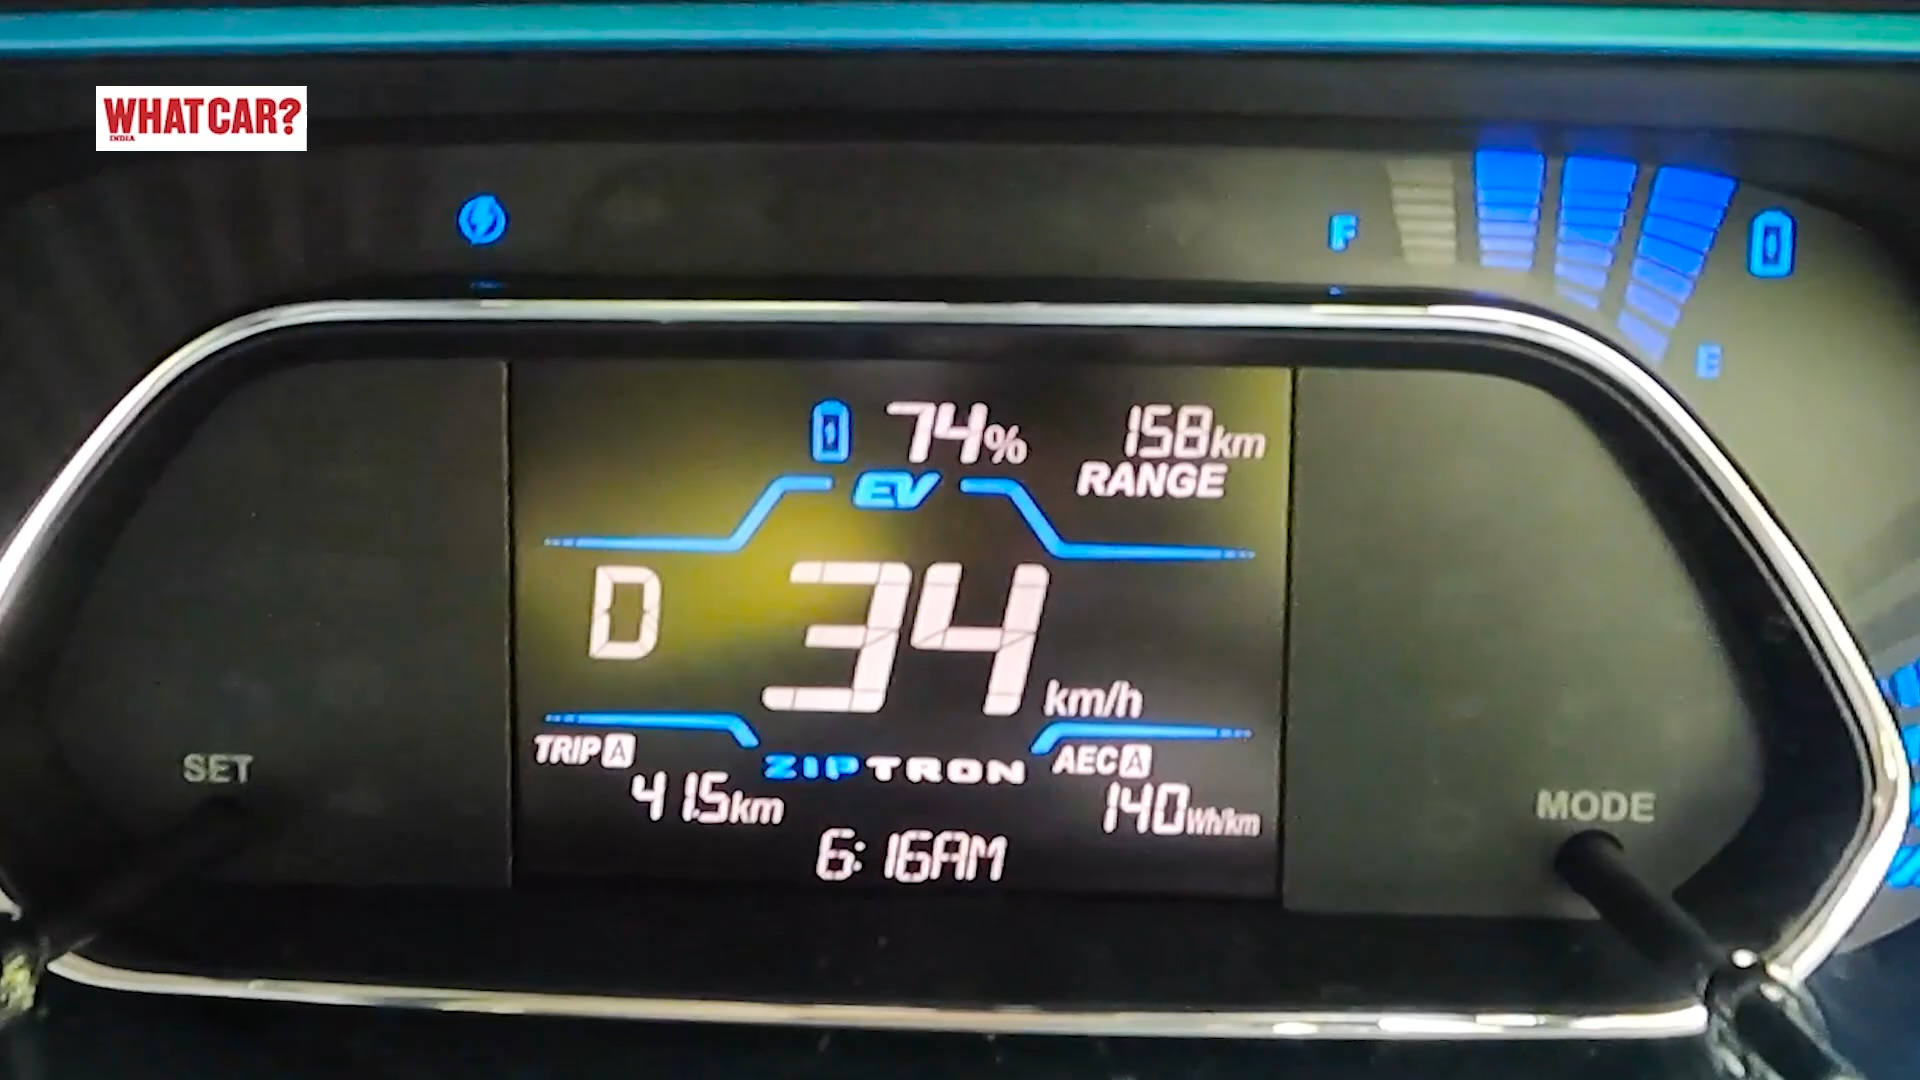 WHAT CAR?
INDIA
F
E
74% 158km
RANGE
EV
D 34 km/h
TRIP A ZIPTRON AEC A
41.5km 140Wh/km
6:16AM
SET
MODE